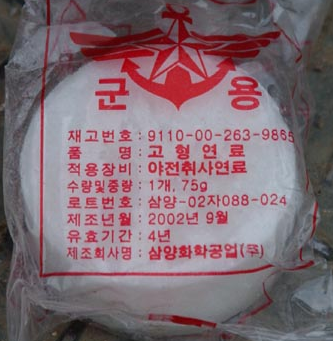 군 용
재고번호 : 9110-00-263-9865
품 명 : 고형연료
적용장비 : 야전취사연료
수량및중량 : 1개, 75g
로트번호 : 삼양-02자088-024
제조년월 : 2002년 9월
유효기간 : 4년
제조회사명 : 삼양화학공업(주)